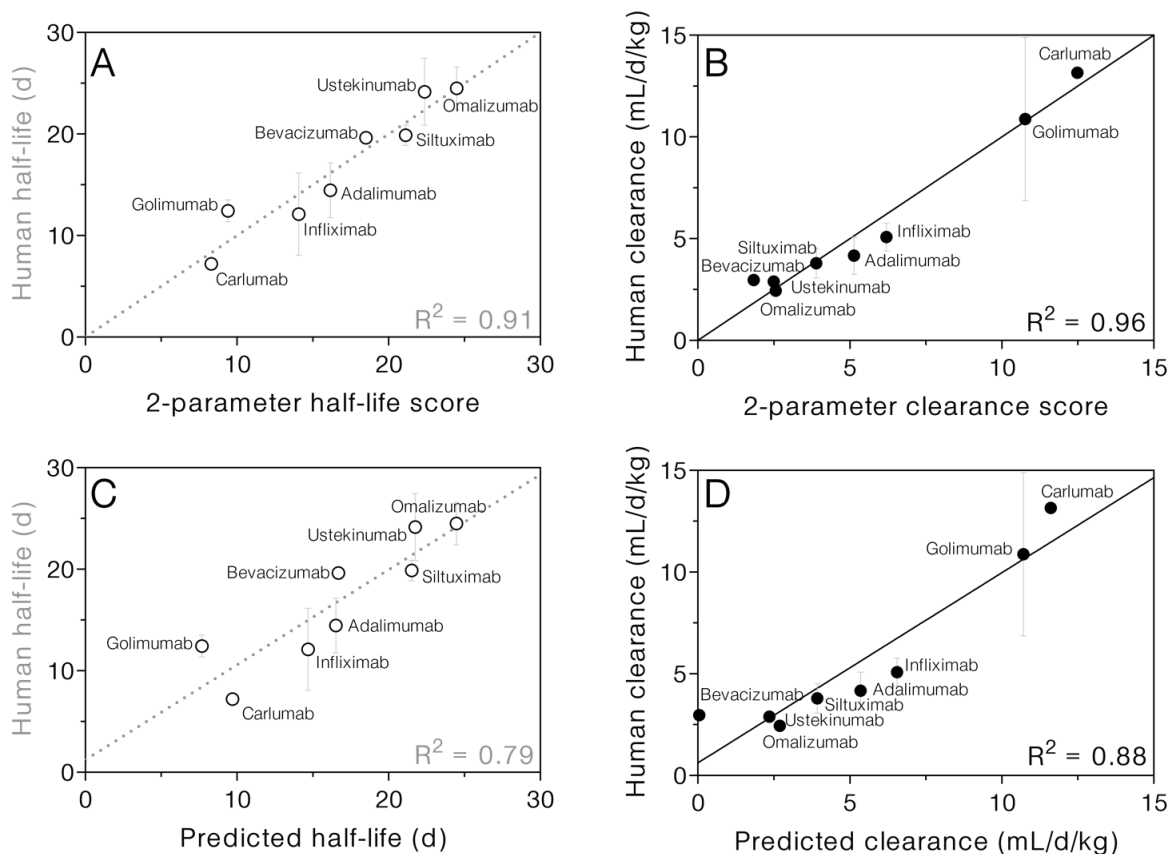 A
Human half-life (d)
30
20
10
0
Ustekinumab
Omalizumab
Bevacizumab
Siltuximab
Adalimumab
Golimumab
Infliximab
Carlumab
R² = 0.91
0 10 20 30
2-parameter half-life score
B
Human clearance (mL/d/kg)
15
10
5
0
Carlumab
Golimumab
Infliximab
Siltuximab
Adalimumab
Bevacizumab
Ustekinumab
Omalizumab
R² = 0.96
0 5 10 15
2-parameter clearance score
C
Human half-life (d)
30
20
10
0
Omalizumab
Ustekinumab
Bevacizumab
Siltuximab
Adalimumab
Golimumab
Infliximab
Carlumab
R² = 0.79
0 10 20 30
Predicted half-life (d)
D
Human clearance (mL/d/kg)
15
10
5
0
Carlumab
Golimumab
Infliximab
Adalimumab
Bevacizumab
Siltuximab
Ustekinumab
Omalizumab
R² = 0.88
0 5 10 15
Predicted clearance (mL/d/kg)